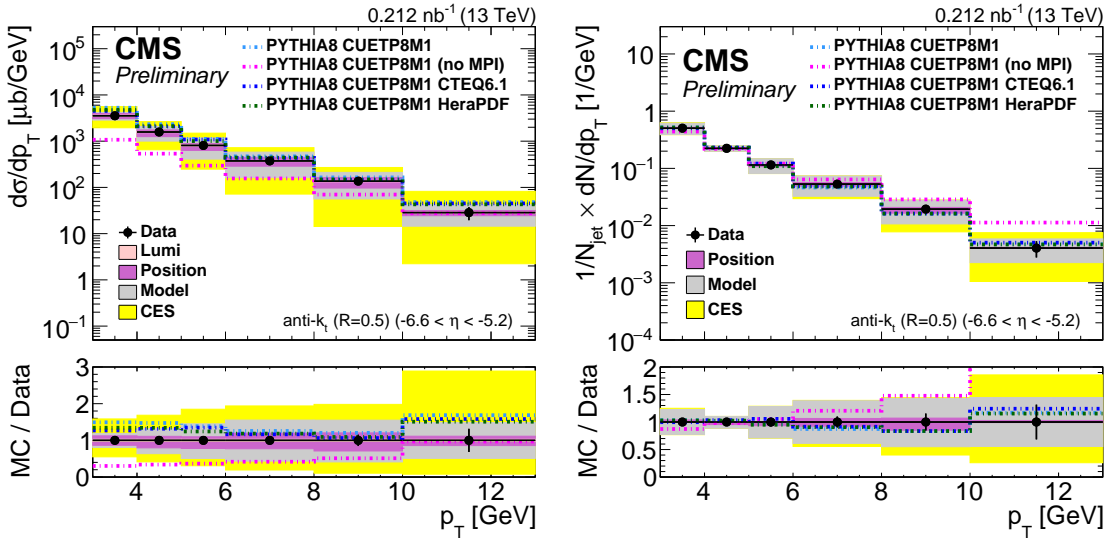 0.212 nb⁻¹ (13 TeV)
CMS
Preliminary
PYTHIA8 CUETP8M1
PYTHIA8 CUETP8M1 (no MPI)
PYTHIA8 CUETP8M1 CTEQ6.1
PYTHIA8 CUETP8M1 HeraPDF
dσ/dp_T [μb/GeV]
10⁵
10⁴
10³
10²
10
1
10⁻¹
Data
Lumi
Position
Model
CES
anti-k_t (R=0.5) (-6.6 < η < -5.2)
MC / Data
3
2
1
0
4 6 8 10 12
p_T [GeV]
0.212 nb⁻¹ (13 TeV)
CMS
Preliminary
PYTHIA8 CUETP8M1
PYTHIA8 CUETP8M1 (no MPI)
PYTHIA8 CUETP8M1 CTEQ6.1
PYTHIA8 CUETP8M1 HeraPDF
1/N_jet × dN/dp_T [1/GeV]
1
10⁻¹
10⁻²
10⁻³
10⁻⁴
Data
Position
Model
CES
anti-k_t (R=0.5) (-6.6 < η < -5.2)
MC / Data
2
1.5
1
0.5
0
4 6 8 10 12
p_T [GeV]